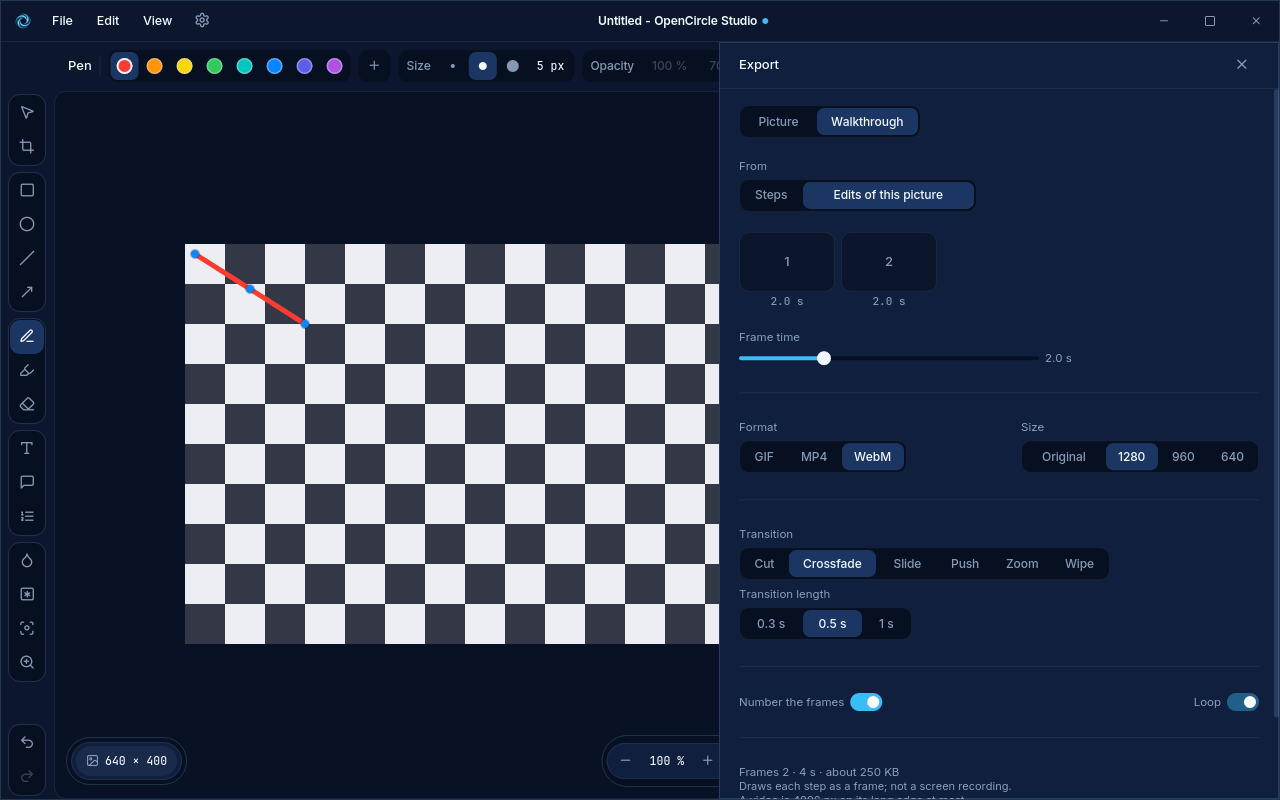 File Edit View
Untitled - OpenCircle Studio
Pen
Size 5 px Opacity 100 %
Export
Picture Walkthrough
From
Steps Edits of this picture
1 2
2.0 s 2.0 s
Frame time
2.0 s
Format Size
GIF MP4 WebM Original 1280 960 640
Transition
Cut Crossfade Slide Push Zoom Wipe
Transition length
0.3 s 0.5 s 1 s
Number the frames Loop
640 × 400 100 %
Frames 2 · 4 s · about 250 KB
Draws each step as a frame; not a screen recording.